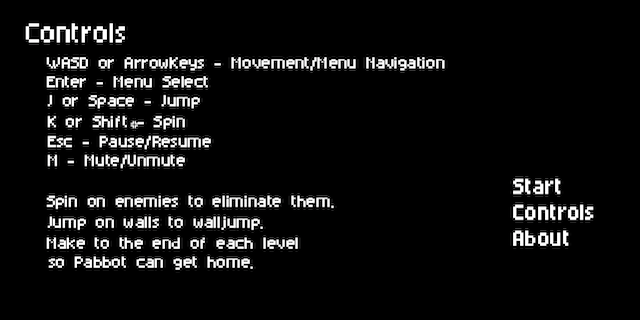 Controls
WASD or ArrowKeys - Movement/Menu Navigation
Enter - Menu Select
J or Space - Jump
K or Shift - Spin
Esc - Pause/Resume
M - Mute/Unmute
Spin on enemies to eliminate them.
Jump on walls to walljump.
Make to the end of each level
so Pabbot can get home.
Start
Controls
About